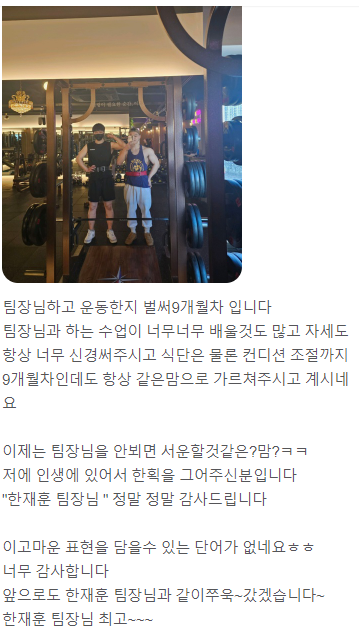 팀장님하고 운동한지 벌써9개월차 입니다
팀장님과 하는 수업이 너무너무 배울것도 많고 자세도
항상 너무 신경써주시고 식단은 물론 컨디션 조절까지
9개월차인데도 항상 같은맘으로 가르쳐주시고 계시네
요
이제는 팀장님을 안뵈면 서운할것같은?맘?ㅋㅋ
저에 인생에 있어서 한획을 그어주신분입니다
"한재훈 팀장님 " 정말 정말 감사드립니다
이고마운 표현을 담을수 있는 단어가 없네요ㅎㅎ
너무 감사합니다
앞으로도 한재훈 팀장님과 같이쭈욱~갔겠습니다~
한재훈 팀장님 최고~~~